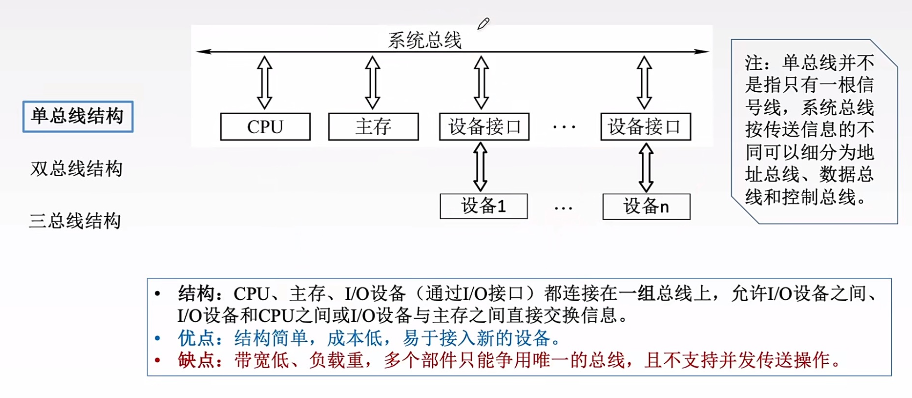 系统总线
CPU
主存
设备接口
···
设备接口
设备1
...
设备n
单总线结构
双总线结构
三总线结构
注：单总线并不
是指只有一根信
号线，系统总线
按传送信息的不
同可以细分为地
址总线、数据总
线和控制总线。
• 结构：CPU、主存、I/O设备（通过I/O接口）都连接在一组总线上，允许I/O设备之间、
I/O设备和CPU之间或I/O设备与主存之间直接交换信息。
• 优点：结构简单，成本低，易于接入新的设备。
• 缺点：带宽低、负载重，多个部件只能争用唯一的总线，且不支持并发传送操作。